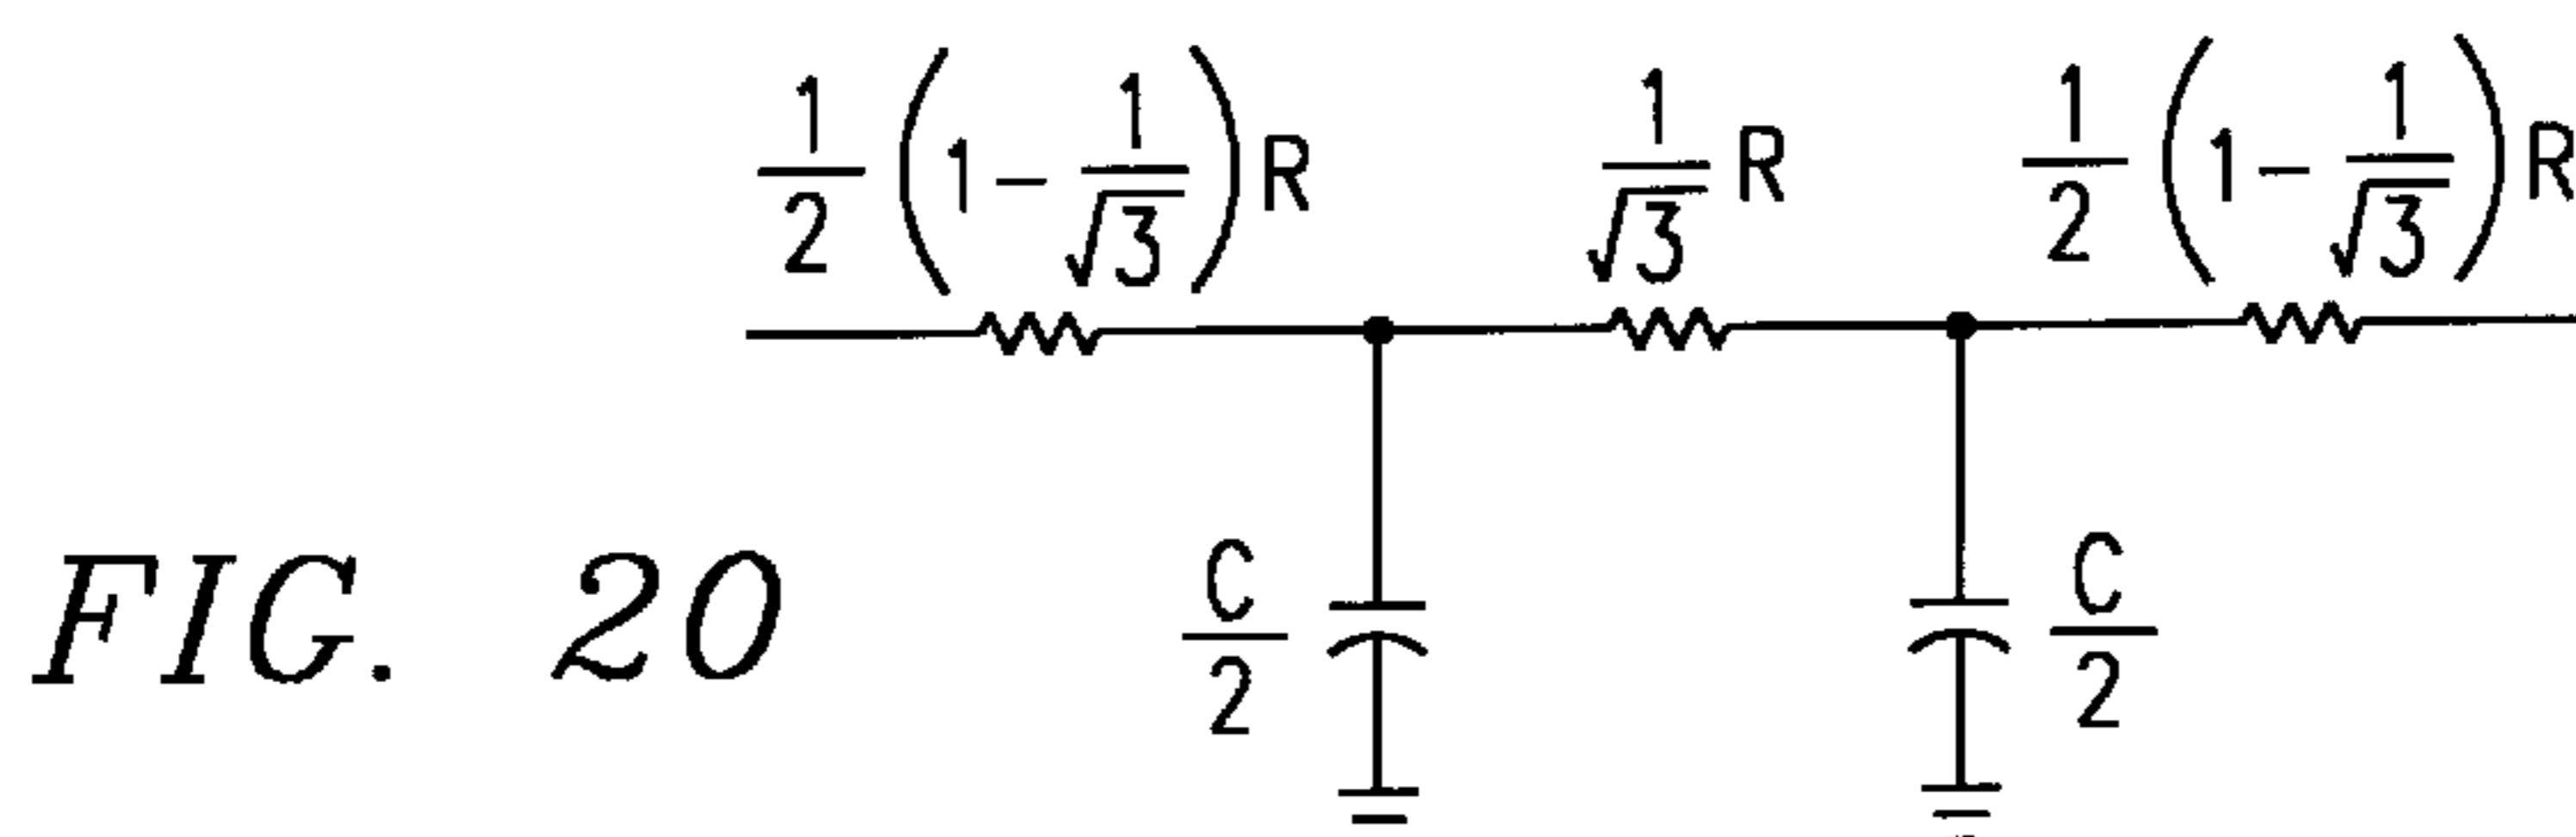 1/2 (1 - 1/√3) R
1/√3 R
1/2 (1 - 1/√3) R
C/2
C/2
FIG. 20